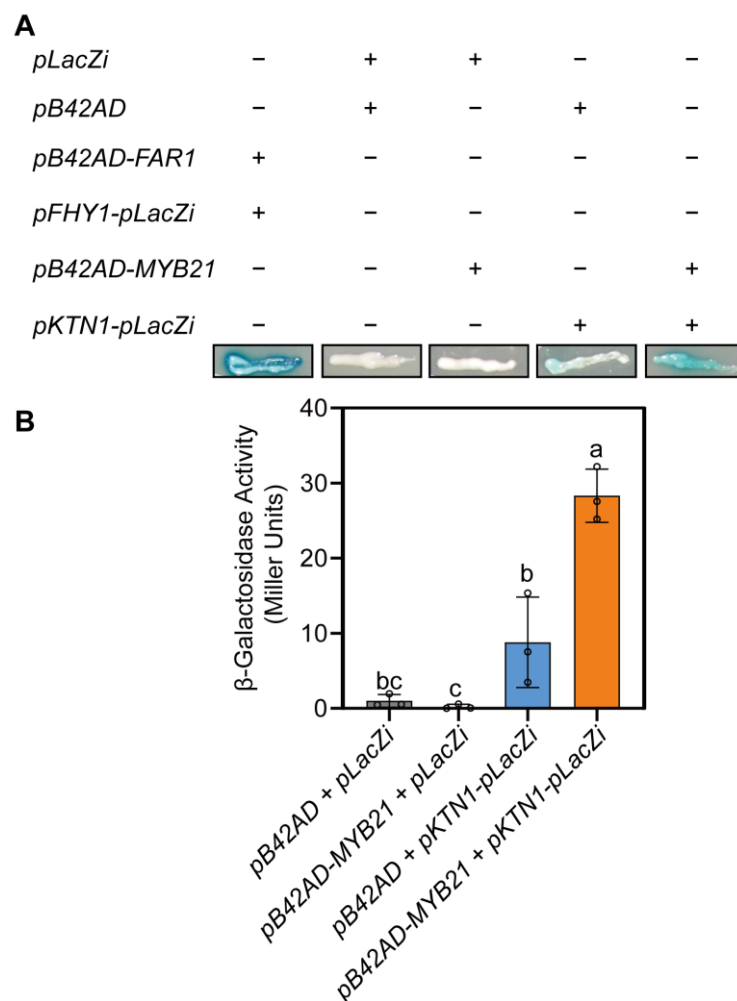 A
pLacZi – + + – –
pB42AD – + – + –
pB42AD-FAR1 + – – – –
pFHY1-pLacZi + – – – –
pB42AD-MYB21 – – + – +
pKTN1-pLacZi – – – + +
B
β-Galactosidase Activity
(Miller Units)
40
30
20
10
0
bc
c
b
a
pB42AD + pLacZi
pB42AD-MYB21 + pLacZi
pB42AD + pKTN1-pLacZi
pB42AD-MYB21 + pKTN1-pLacZi